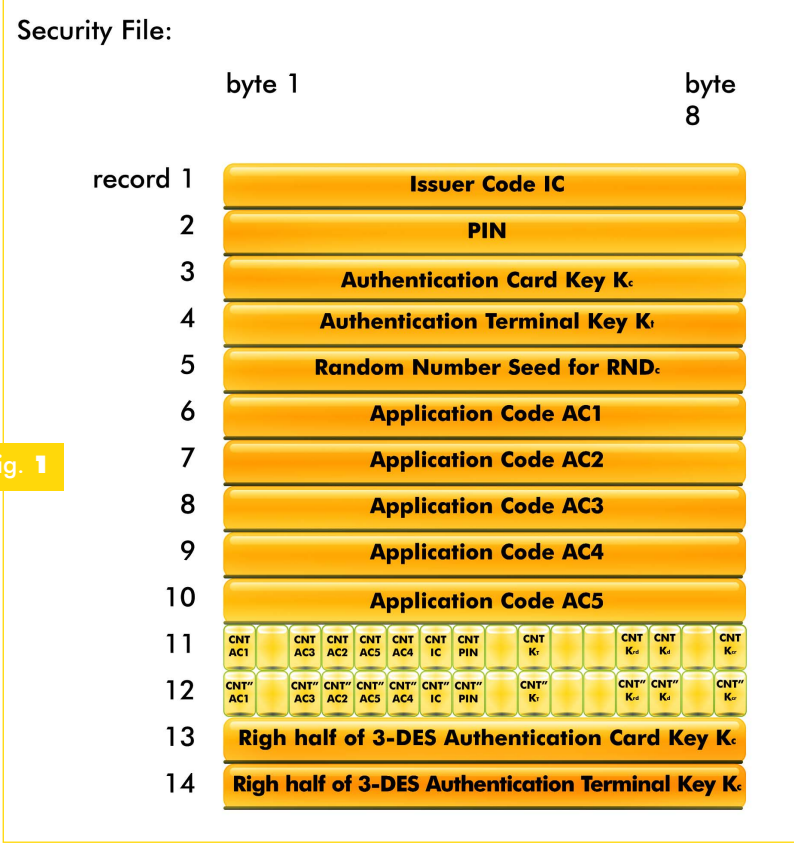 Security File:
byte 1
byte
8
record 1 Issuer Code IC
2 PIN
3 Authentication Card Key Kc
4 Authentication Terminal Key Kt
5 Random Number Seed for RNDc
6 Application Code AC1
7 Application Code AC2
ig. 1
8 Application Code AC3
9 Application Code AC4
10 Application Code AC5
11 CNT AC1 CNT AC3 CNT AC2 CNT AC5 CNT AC4 CNT IC CNT PIN CNT KT CNT Krd CNT Kd CNT Kcr
12 CNT" AC1 CNT" AC3 CNT" AC2 CNT" AC5 CNT" AC4 CNT" IC CNT" PIN CNT" KT CNT" Krd CNT" Kd CNT" Kcr
13 Righ half of 3-DES Authentication Card Key Kc
14 Righ half of 3-DES Authentication Terminal Key Kc